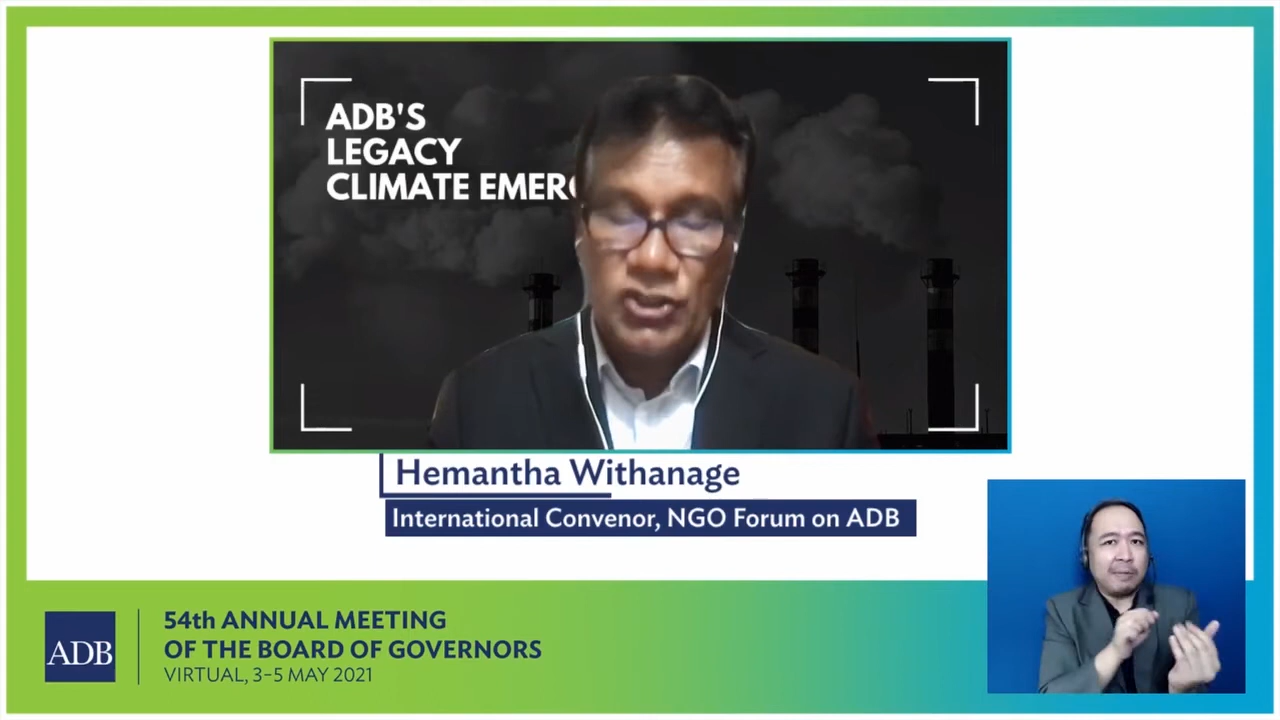 ADB'S
LEGACY
CLIMATE
Hemantha Withanage
International Convenor, NGO Forum on ADB
ADB
54th ANNUAL MEETING
OF THE BOARD OF GOVERNORS
VIRTUAL, 3–5 MAY 2021